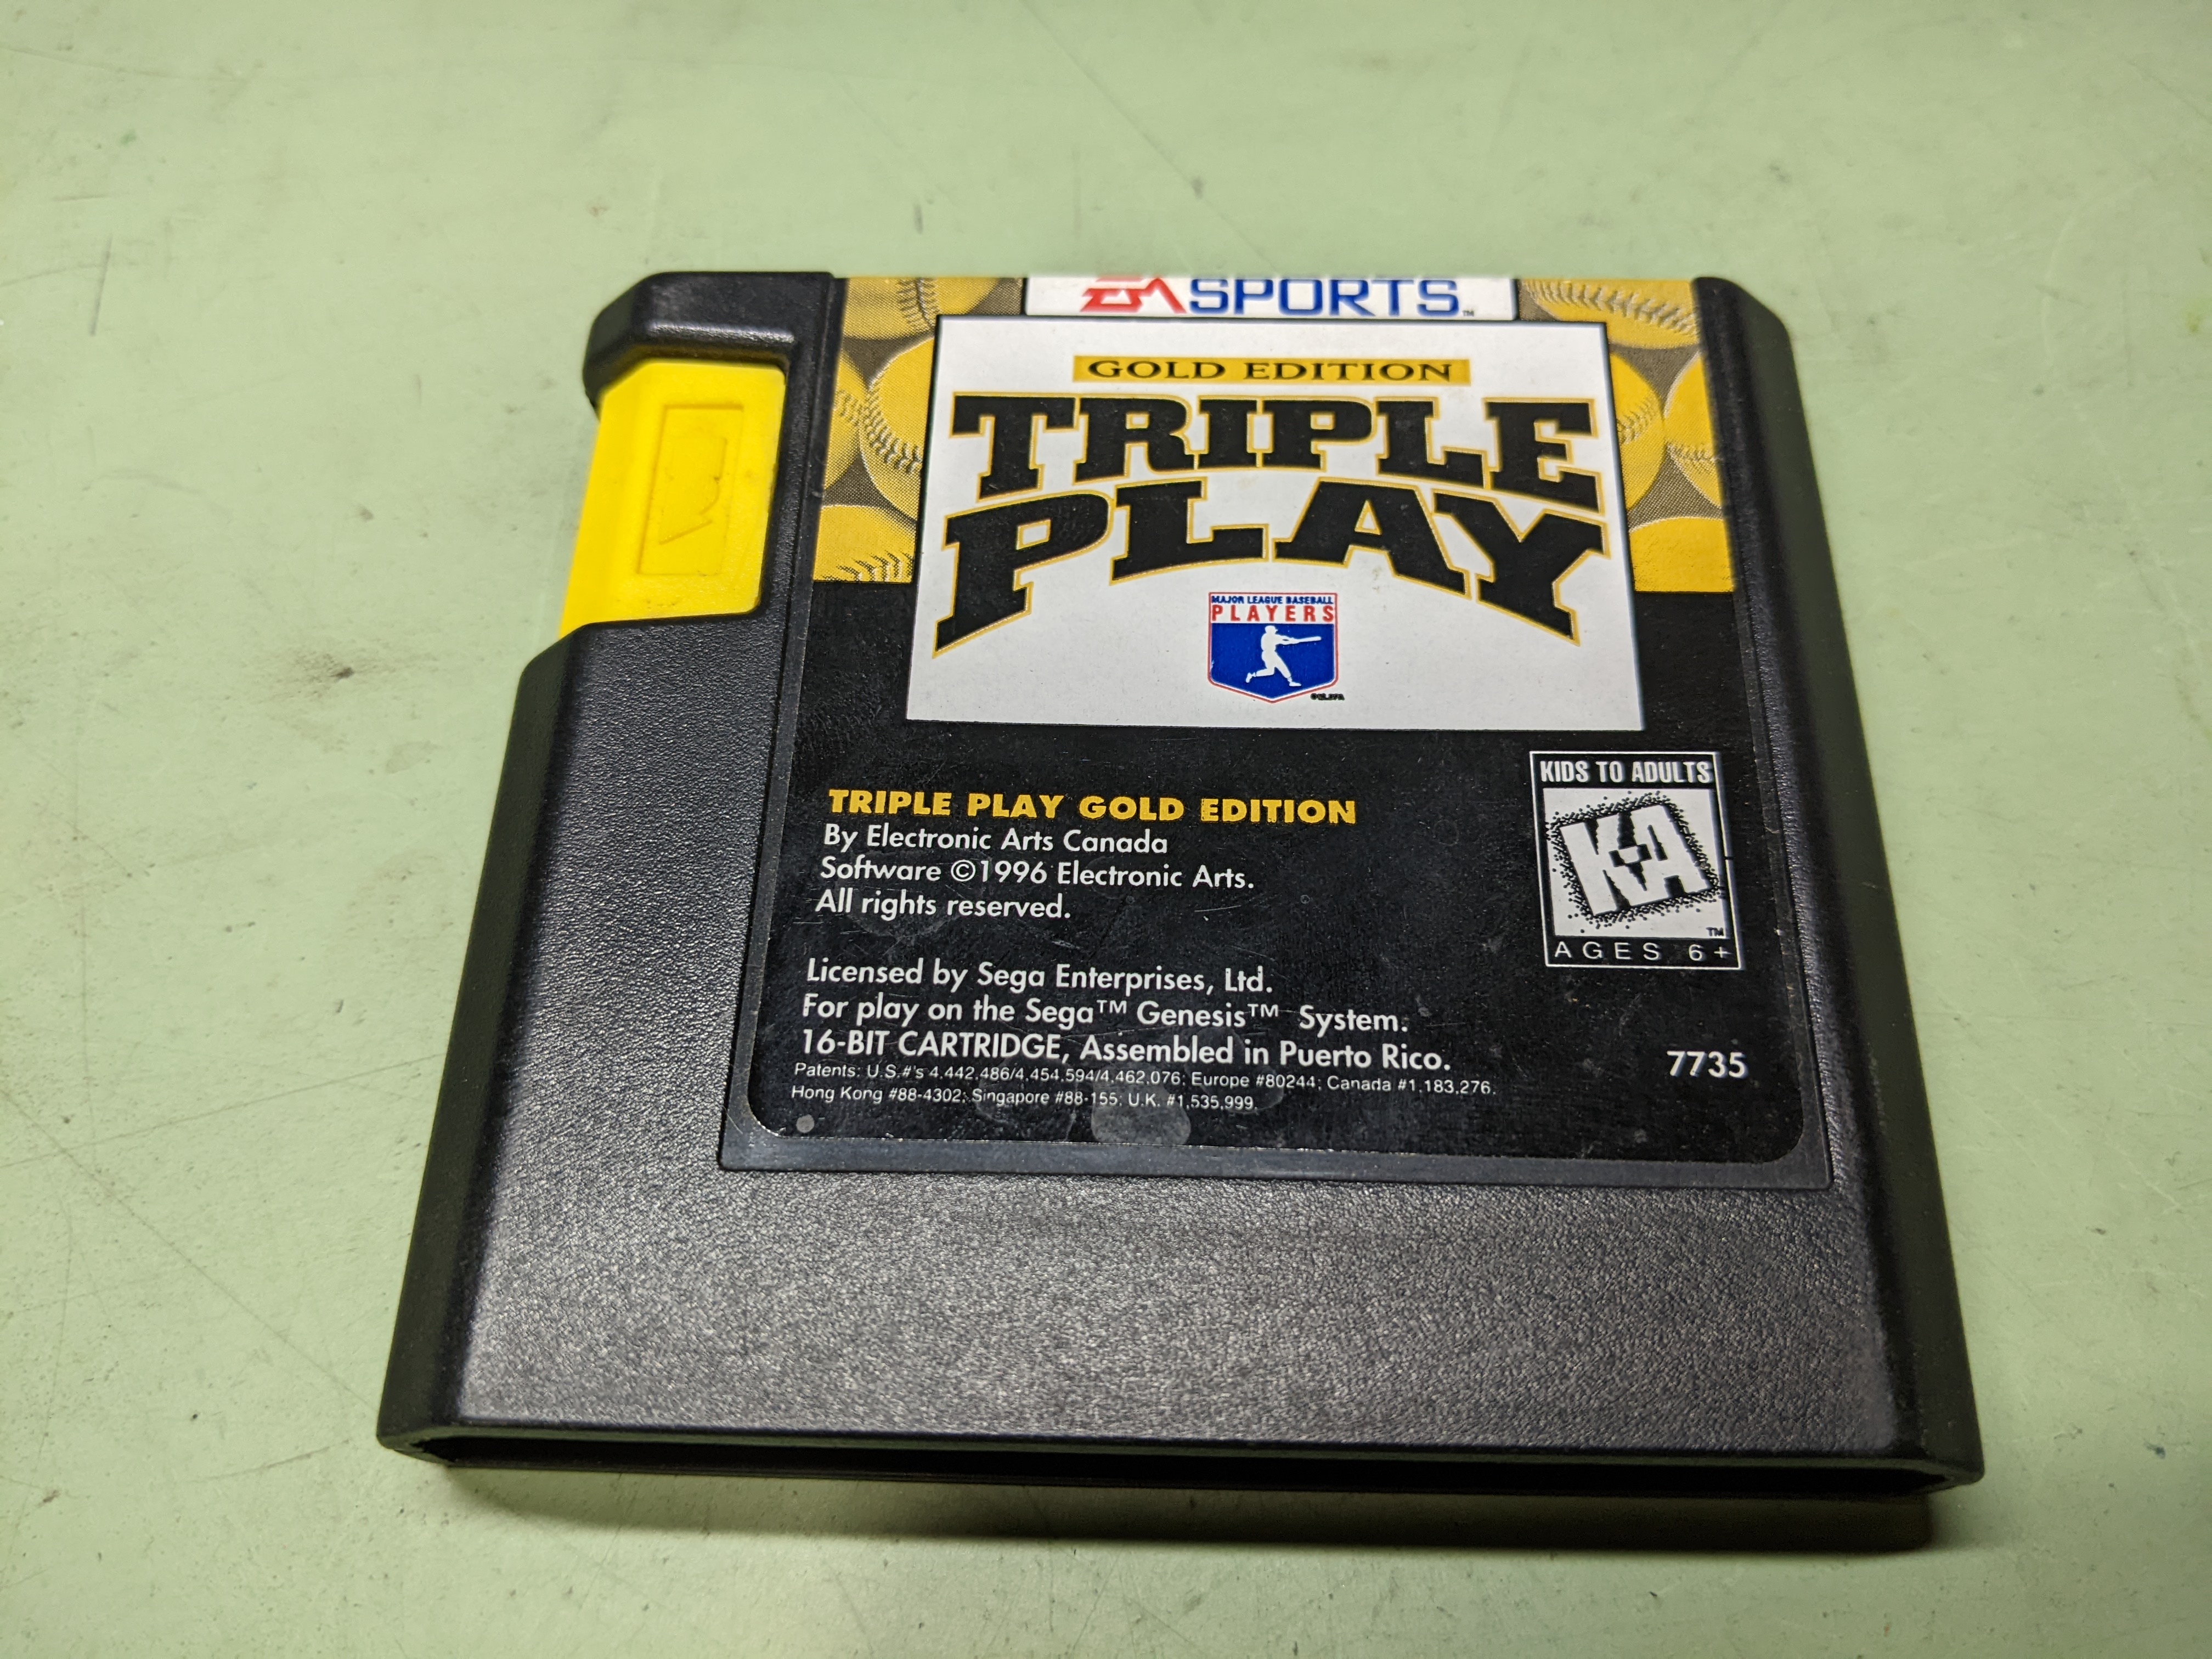 EA SPORTS™
GOLD EDITION
TRIPLE
PLAY
MAJOR LEAGUE BASEBALL
PLAYERS
TRIPLE PLAY GOLD EDITION
By Electronic Arts Canada
Software ©1996 Electronic Arts.
All rights reserved.
KIDS TO ADULTS
K-A
TM
AGES 6+
Licensed by Sega Enterprises, Ltd.
For play on the Sega™ Genesis™ System.
16-BIT CARTRIDGE, Assembled in Puerto Rico.
7735
Patents: U.S.#'s 4,442,486/4,454,594/4,462,076; Europe #80244; Canada #1,183,276,
Hong Kong #88-4302; Singapore #88-155; U.K. #1,535,999.